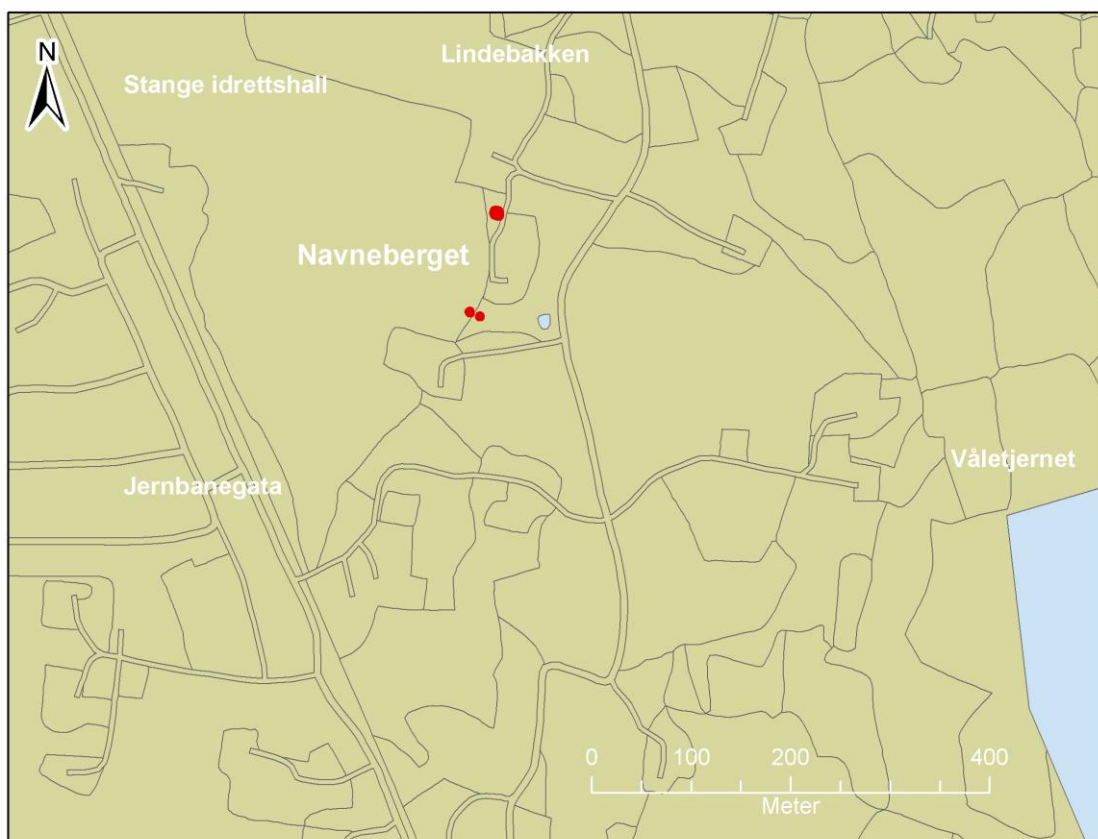 N
Lindebakken
Stange idrettshall
Navneberget
Våletjernet
Jernbanegata
0 100 200 400
Meter